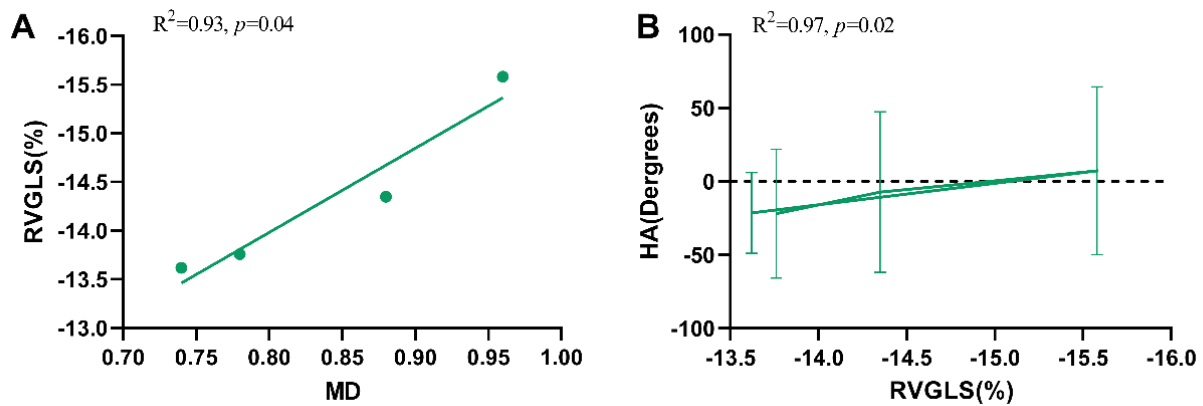 A
R²=0.93, p=0.04
RVGLS(%)
-16.0
-15.5
-15.0
-14.5
-14.0
-13.5
-13.0
0.70 0.75 0.80 0.85 0.90 0.95 1.00
MD
B
R²=0.97, p=0.02
HA(Dergrees)
100
50
0
-50
-100
-13.5 -14.0 -14.5 -15.0 -15.5 -16.0
RVGLS(%)